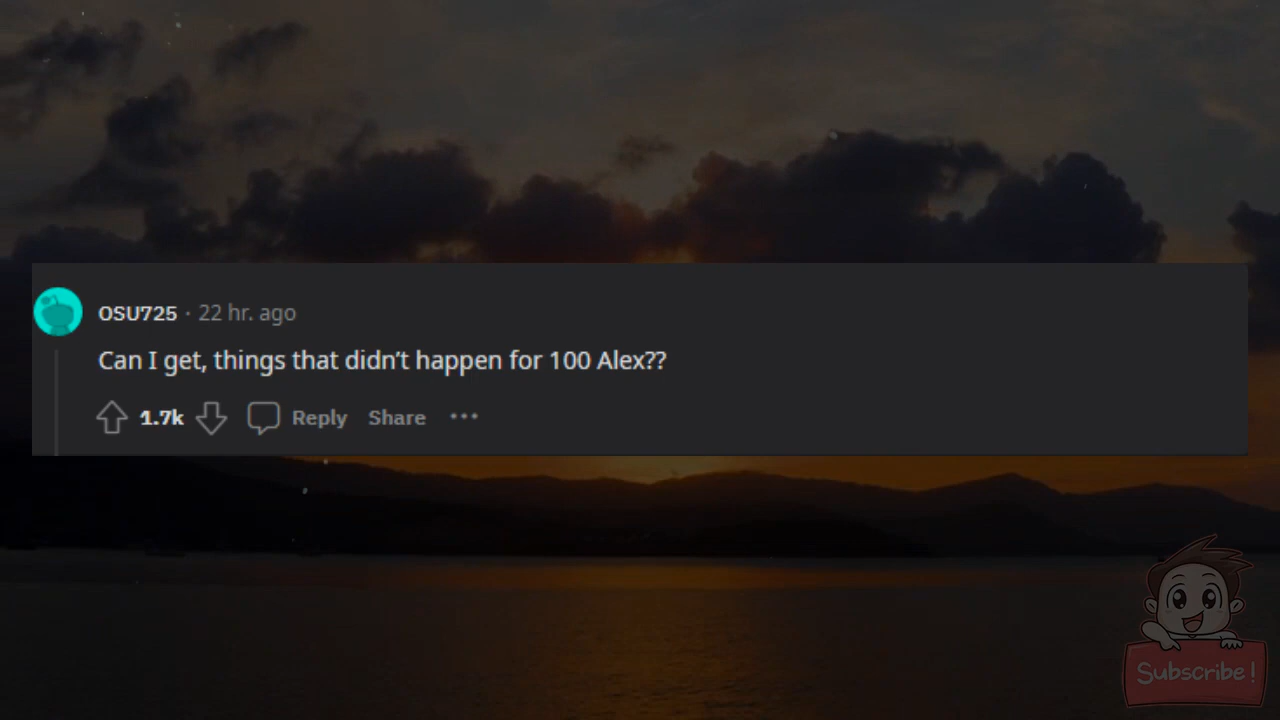 OSU725 · 22 hr. ago
Can I get, things that didn't happen for 100 Alex??
1.7k Reply Share ···
Subscribe!